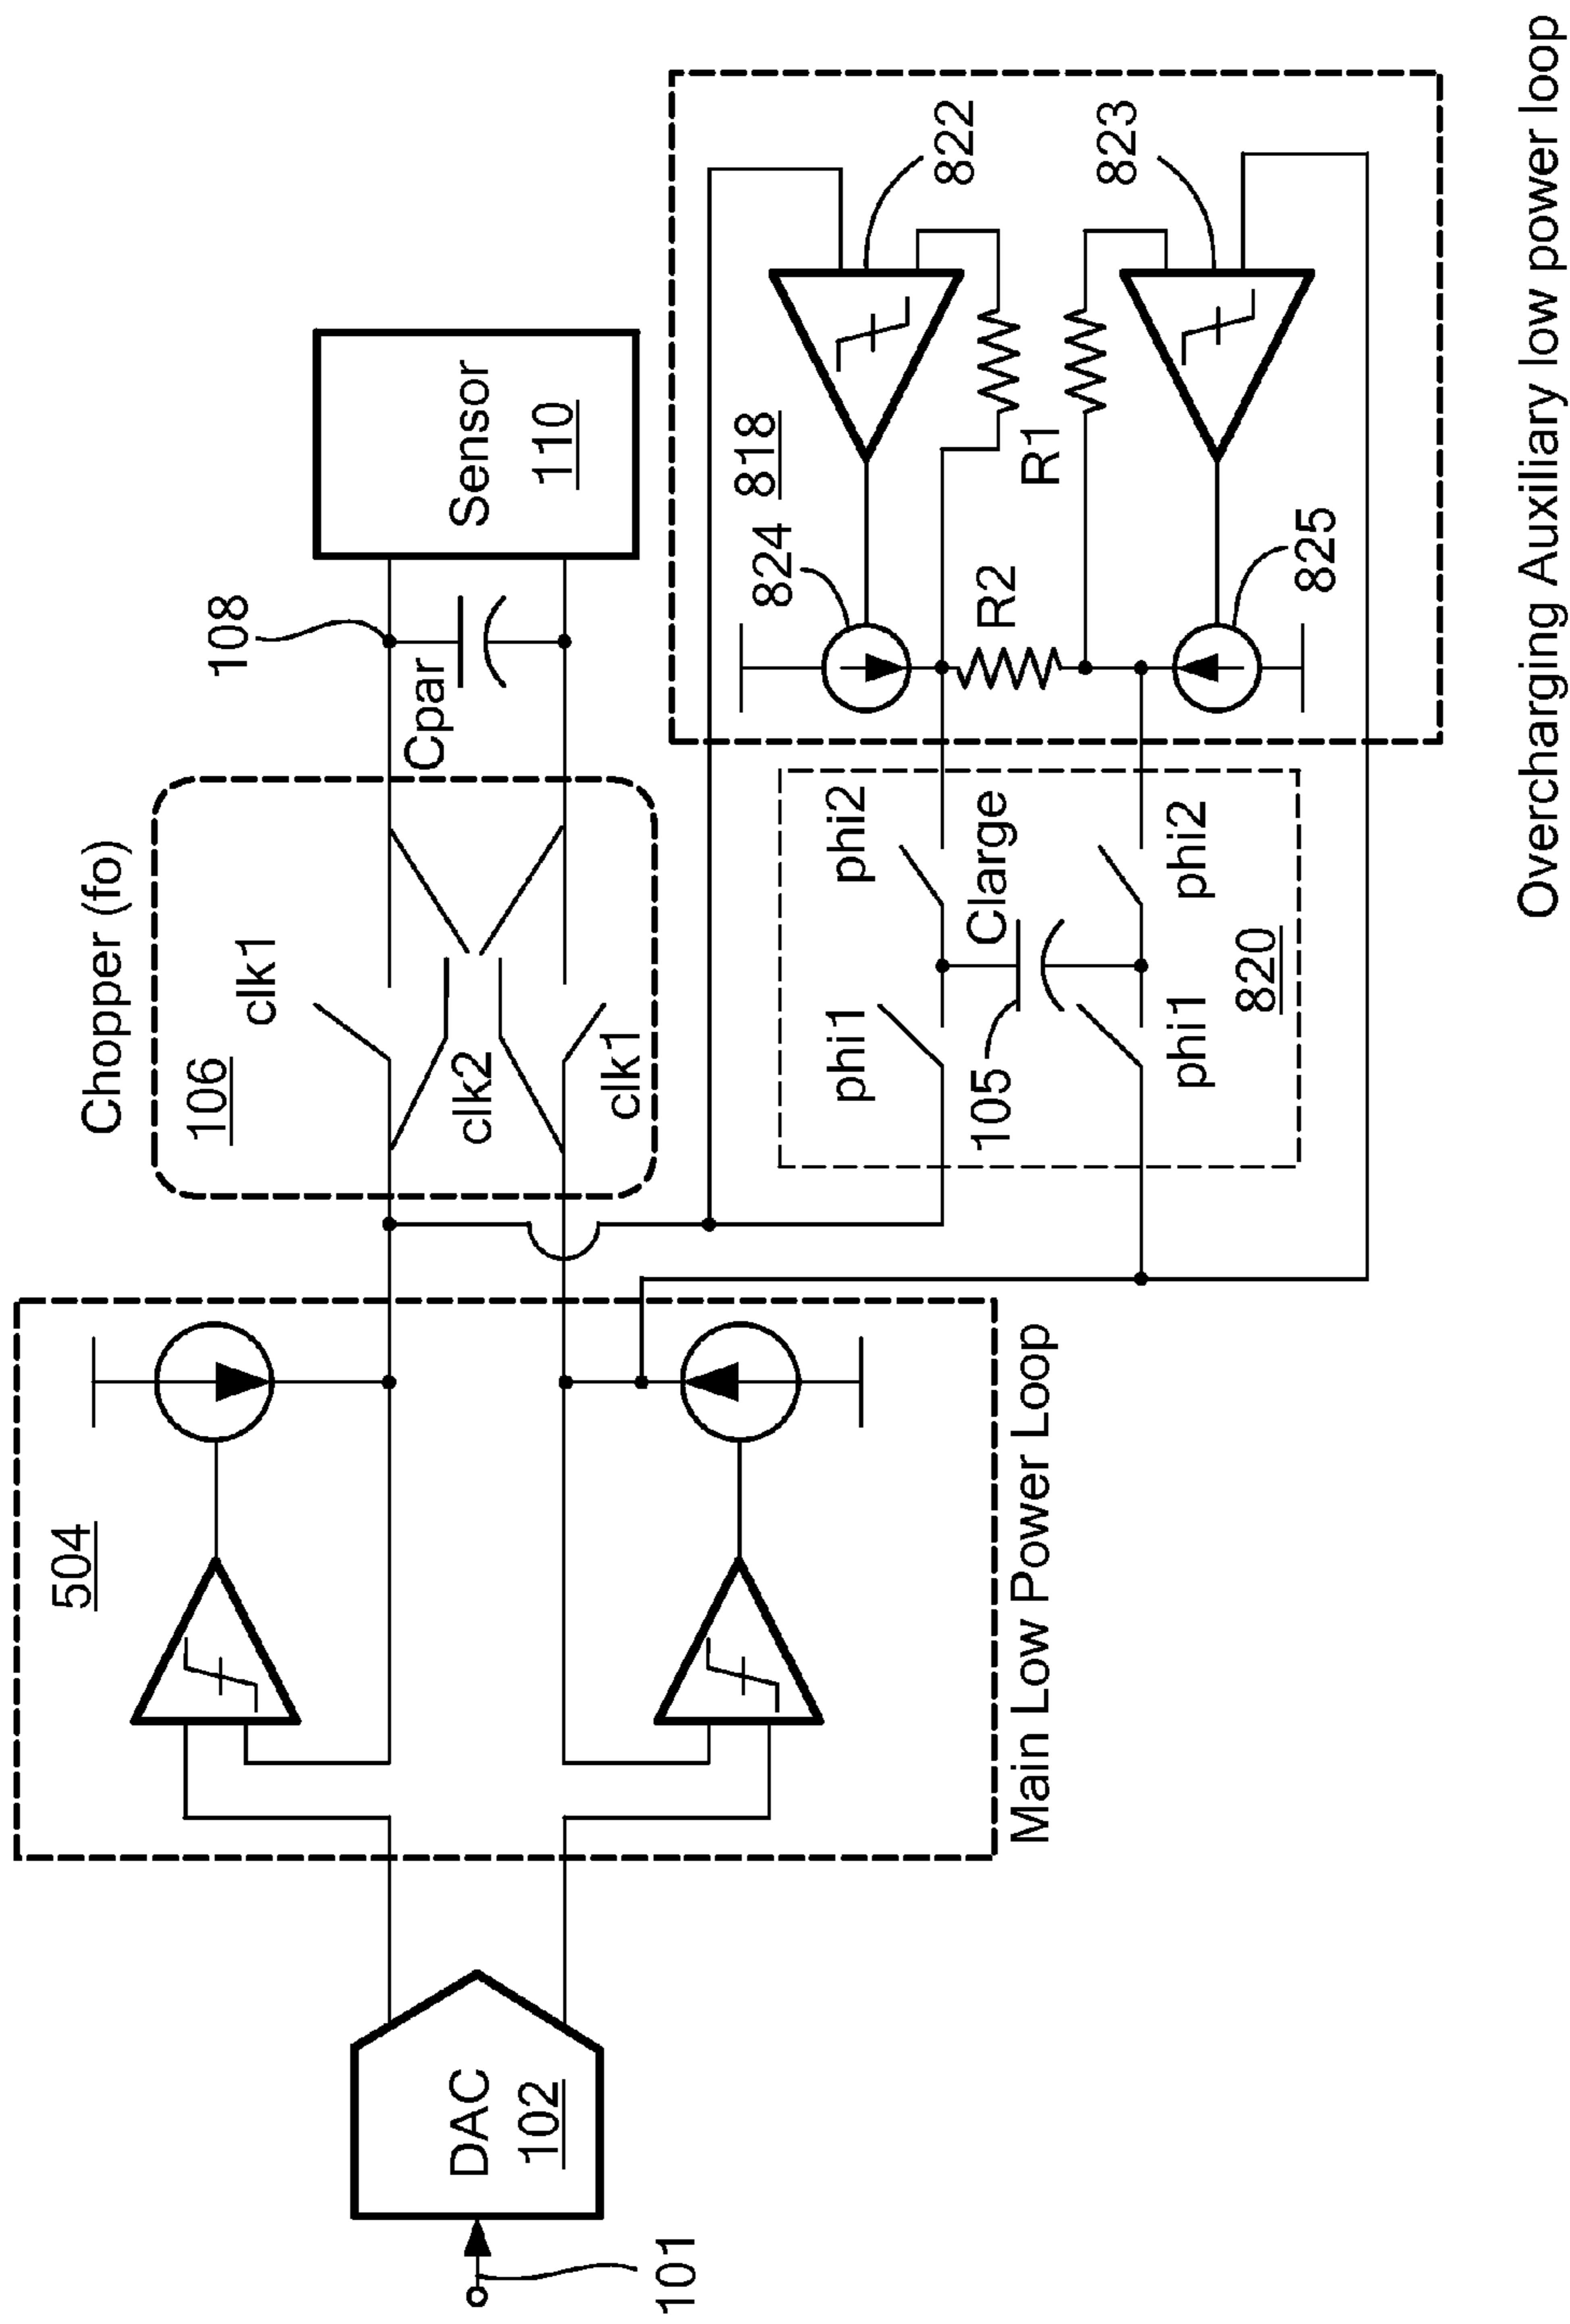 Chopper (fo)
106
clk1
clk2
clk1
504
Main Low Power Loop
DAC
102
101
108
Cpar
Sensor
110
phi1
phi2
Clarge
105
phi1
phi2
820
818
822
823
824
825
R1
R2
Overcharging Auxiliary low power loop